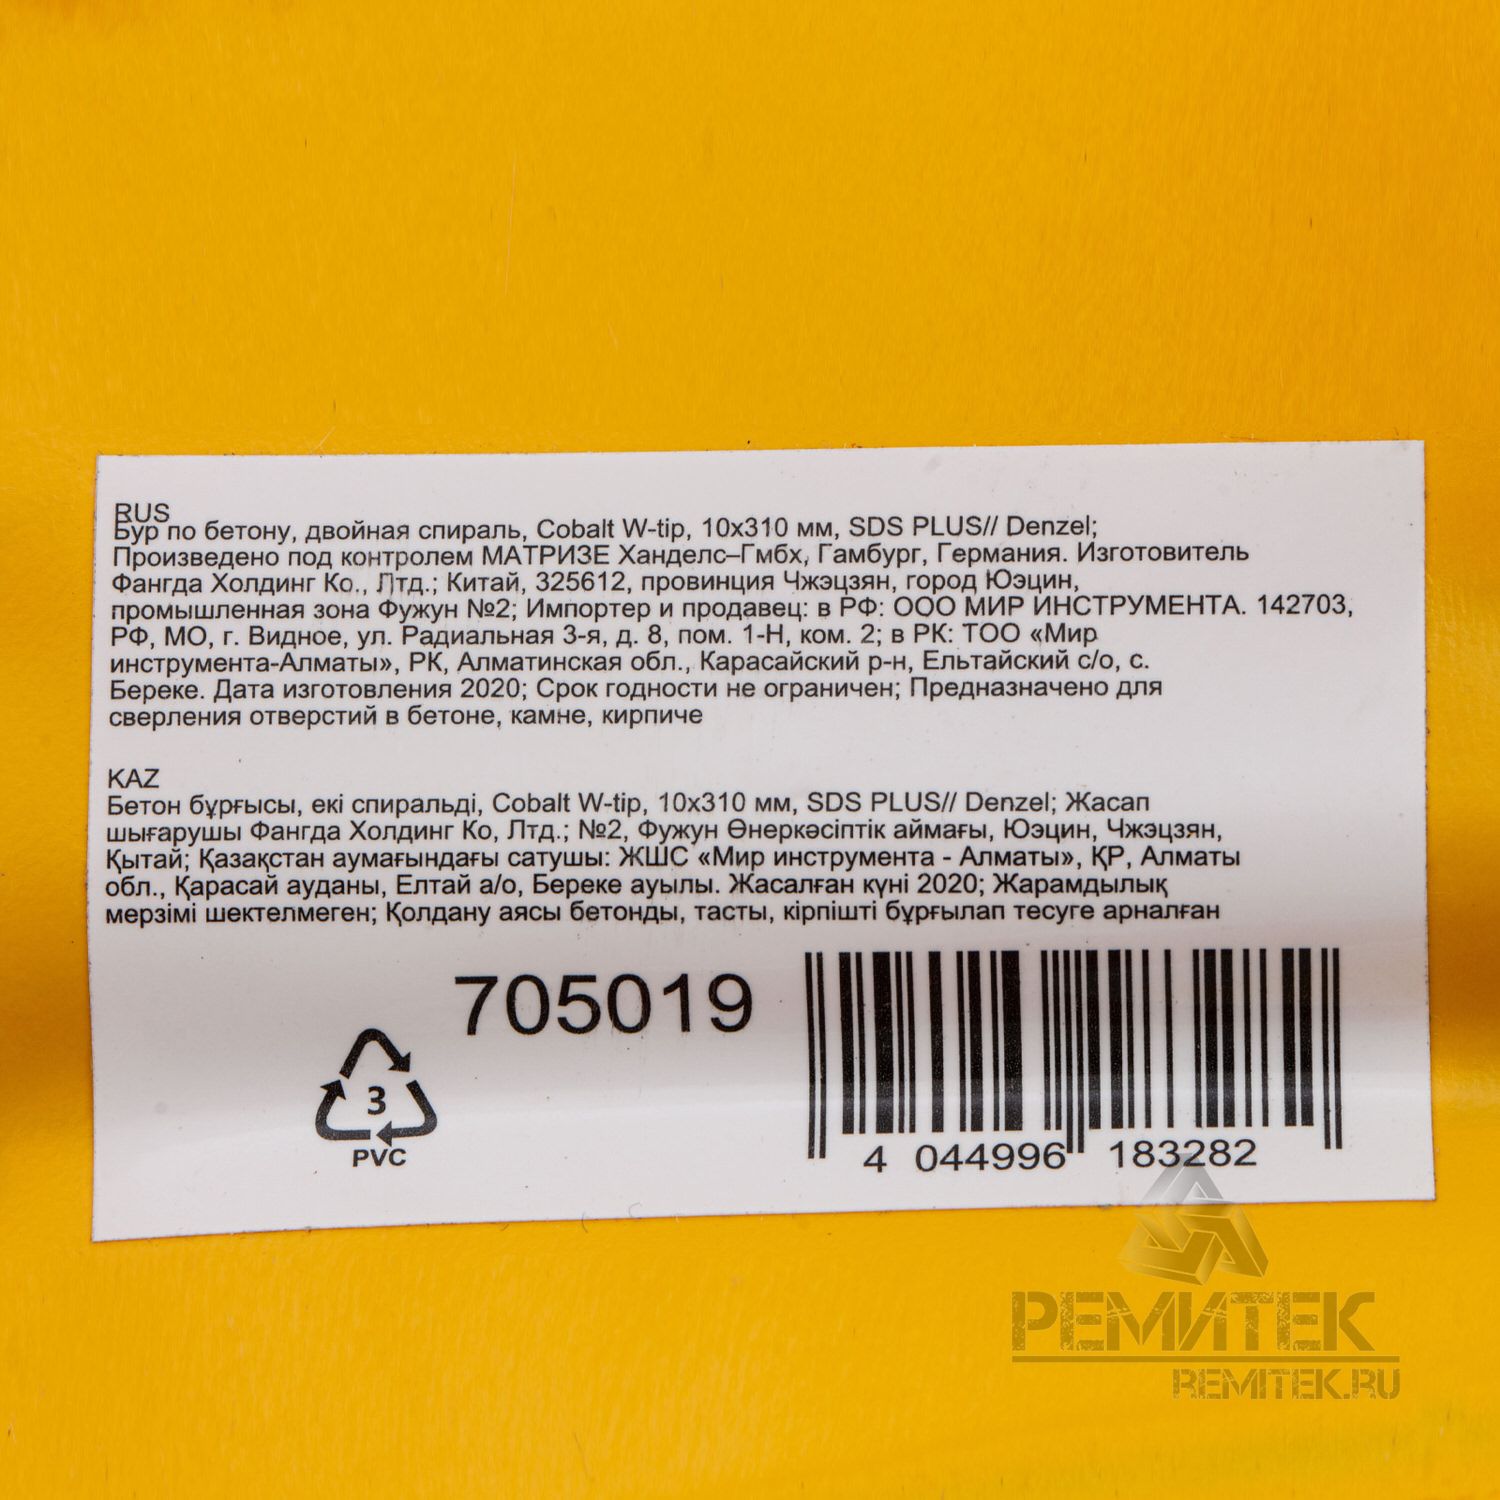 RUS
Бур по бетону, двойная спираль, Cobalt W-tip, 10x310 мм, SDS PLUS// Denzel;
Произведено под контролем МАТРИЗЕ Ханделс–Гмбх, Гамбург, Германия. Изготовитель
Фангда Холдинг Ко., Лтд.; Китай, 325612, провинция Чжэцзян, город Юэцин,
промышленная зона Фужун №2; Импортер и продавец: в РФ: ООО МИР ИНСТРУМЕНТА. 142703,
РФ, МО, г. Видное, ул. Радиальная 3-я, д. 8, пом. 1-Н, ком. 2; в РК: ТОО «Мир
инструмента-Алматы», РК, Алматинская обл., Карасайский р-н, Ельтайский с/о, с.
Береке. Дата изготовления 2020; Срок годности не ограничен; Предназначено для
сверления отверстий в бетоне, камне, кирпиче
KAZ
Бетон бұрғысы, екі спиральді, Cobalt W-tip, 10x310 мм, SDS PLUS// Denzel; Жасап
шығарушы Фангда Холдинг Ко, Лтд.; №2, Фужун Өнеркәсіптік аймағы, Юэцин, Чжэцзян,
Қытай; Қазақстан аумағындағы сатушы: ЖШС «Мир инструмента - Алматы», ҚР, Алматы
обл., Қарасай ауданы, Елтай а/о, Береке ауылы. Жасалған күні 2020; Жарамдылық
мерзімі шектелмеген; Қолдану аясы бетонды, тасты, кірпішті бұрғылап тесуге арналған
705019
3
PVC
4 044996 183282
РЕМИТЕК
REMITEK.RU